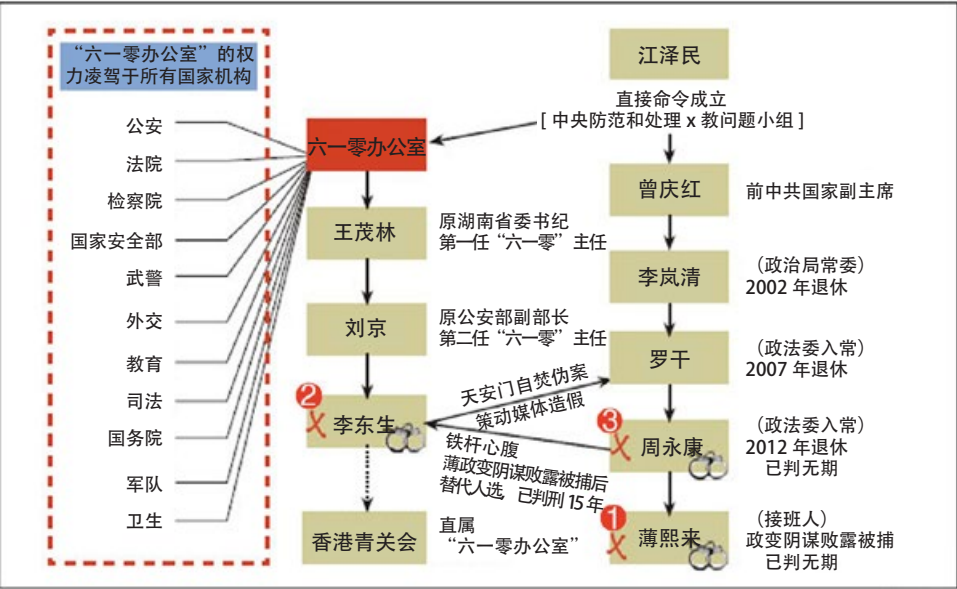 “六一零办公室”的权
力凌驾于所有国家机构
公安
法院
检察院
国家安全部
武警
外交
教育
司法
国务院
军队
卫生
六一零办公室
王茂林
原湖南省委书纪
第一任“六一零”主任
刘京
原公安部副部长
第二任“六一零”主任
2
李东生
香港青关会
直属
“六一零办公室”
江泽民
直接命令成立
[ 中央防范和处理 x 教问题小组 ]
曾庆红
前中共国家副主席
李岚清
（政治局常委）
2002 年退休
罗干
（政法委入常）
2007 年退休
天安门自焚伪案
策动媒体造假
铁杆心腹
薄政变阴谋败露被捕后
替代人选，已判刑 15 年
3
周永康
（政法委入常）
2012 年退休
已判无期
1
薄熙来
（接班人）
政变阴谋败露被捕
已判无期